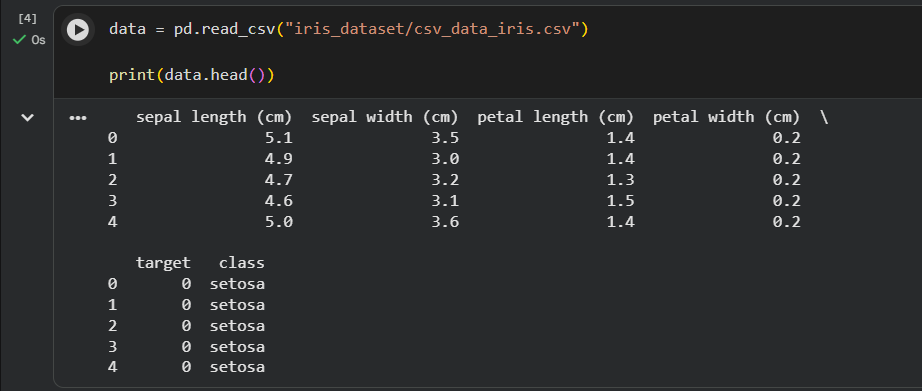 [4]
0s
data = pd.read_csv("iris_dataset/csv_data_iris.csv")
print(data.head())
sepal length (cm)  sepal width (cm)  petal length (cm)  petal width (cm)  \
0                5.1               3.5                1.4               0.2
1                4.9               3.0                1.4               0.2
2                4.7               3.2                1.3               0.2
3                4.6               3.1                1.5               0.2
4                5.0               3.6                1.4               0.2
target   class
0       0  setosa
1       0  setosa
2       0  setosa
3       0  setosa
4       0  setosa